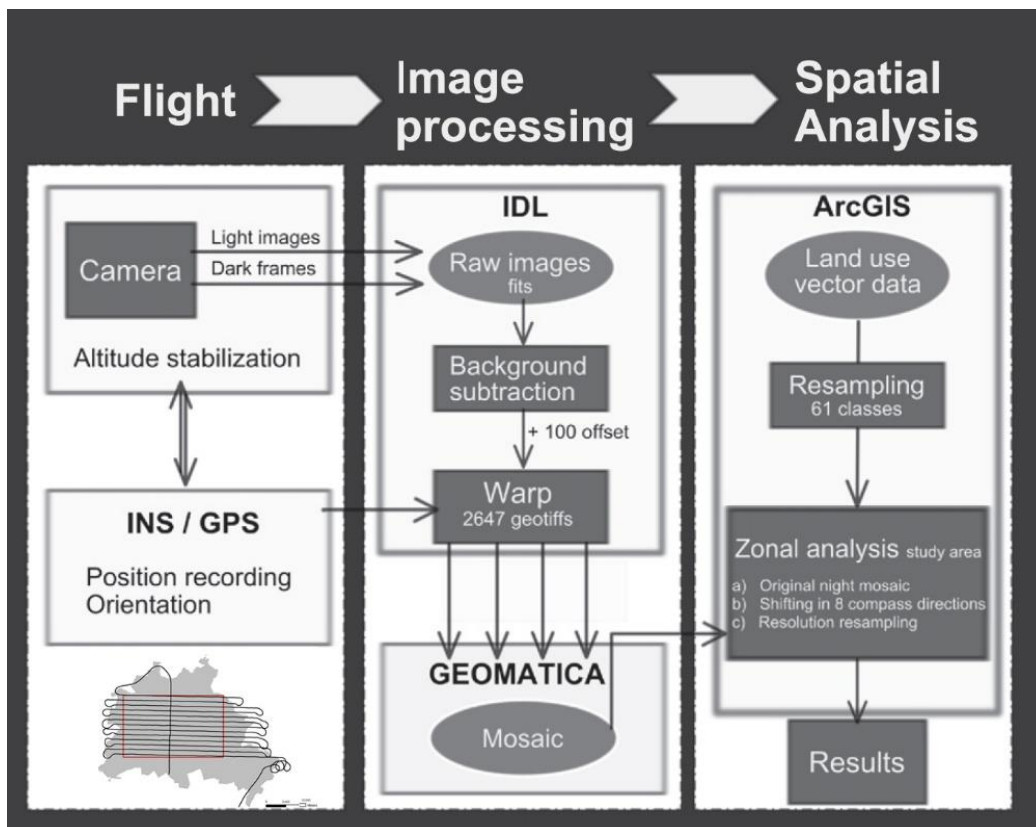 Flight
Image
processing
Spatial
Analysis
Camera
Light images
Dark frames
Altitude stabilization
INS / GPS
Position recording
Orientation
IDL
Raw images
fits
Background
subtraction
+ 100 offset
Warp
2647 geotiffs
GEOMATICA
Mosaic
ArcGIS
Land use
vector data
Resampling
61 classes
Zonal analysis study area
a) Original night mosaic
b) Shifting in 8 compass directions
c) Resolution resampling
Results